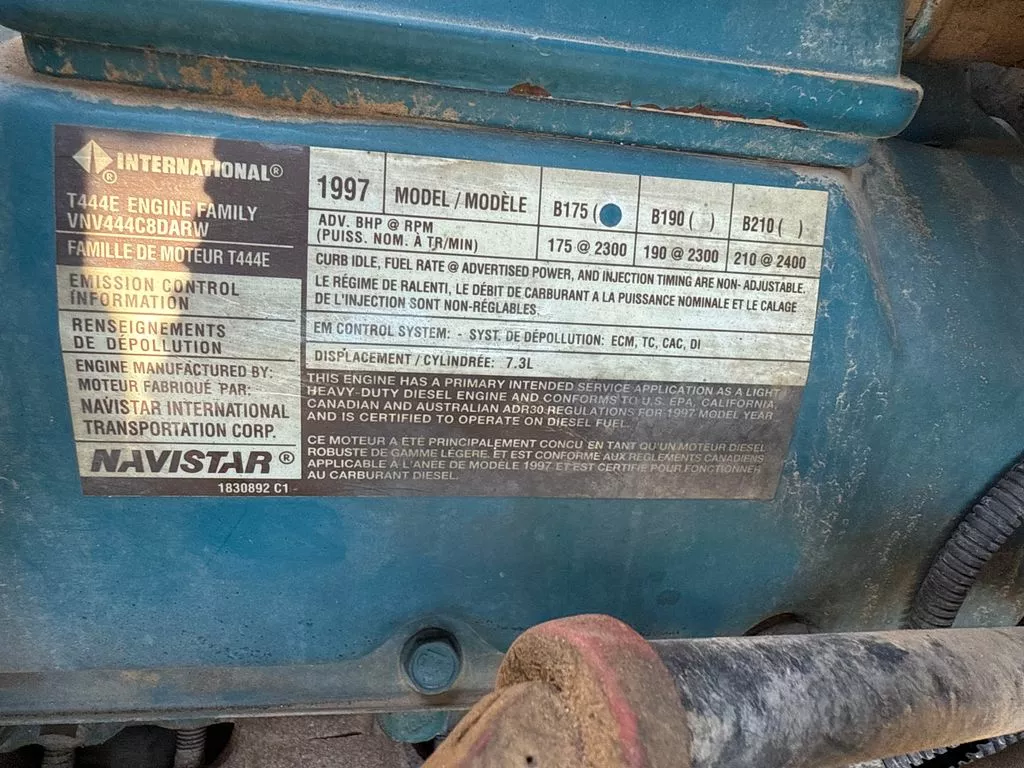 INTERNATIONAL®
®
T444E ENGINE FAMILY
VNV444C8DARW
FAMILLE DE MOTEUR T444E
EMISSION CONTROL
INFORMATION
RENSEIGNEMENTS
DE DÉPOLLUTION
ENGINE MANUFACTURED BY:
MOTEUR FABRIQUÉ PAR:
NAVISTAR INTERNATIONAL
TRANSPORTATION CORP.
NAVISTAR®
1830892 C1
1997 MODEL / MODÈLE B175 ( ) B190 ( ) B210 ( )
ADV. BHP @ RPM
(PUISS. NOM. À TR/MIN) 175 @ 2300 190 @ 2300 210 @ 2400
CURB IDLE, FUEL RATE @ ADVERTISED POWER, AND INJECTION TIMING ARE NON- ADJUSTABLE.
LE RÉGIME DE RALENTI, LE DÉBIT DE CARBURANT A LA PUISSANCE NOMINALE ET LE CALAGE
DE L'INJECTION SONT NON-RÉGLABLES.
EM CONTROL SYSTEM: - SYST. DE DÉPOLLUTION: ECM, TC, CAC, DI
DISPLACEMENT / CYLINDRÉE: 7.3L
THIS ENGINE HAS A PRIMARY INTENDED SERVICE APPLICATION AS A LIGHT
HEAVY-DUTY DIESEL ENGINE AND CONFORMS TO U.S. EPA, CALIFORNIA
CANADIAN AND AUSTRALIAN ADR30 REGULATIONS FOR 1997 MODEL YEAR
AND IS CERTIFIED TO OPERATE ON DIESEL FUEL.
CE MOTEUR A ÉTÉ PRINCIPALEMENT CONCU EN TANT QU'UN MOTEUR DIESEL
ROBUSTE DE GAMME LÉGERE, ET EST CONFORME AUX REGLEMENTS CANADIENS
APPLICABLE A L'ANEE DE MODÈLE 1997, ET EST CERTIFIÉ POUR FONCTIONNER
AU CARBURANT DIESEL.